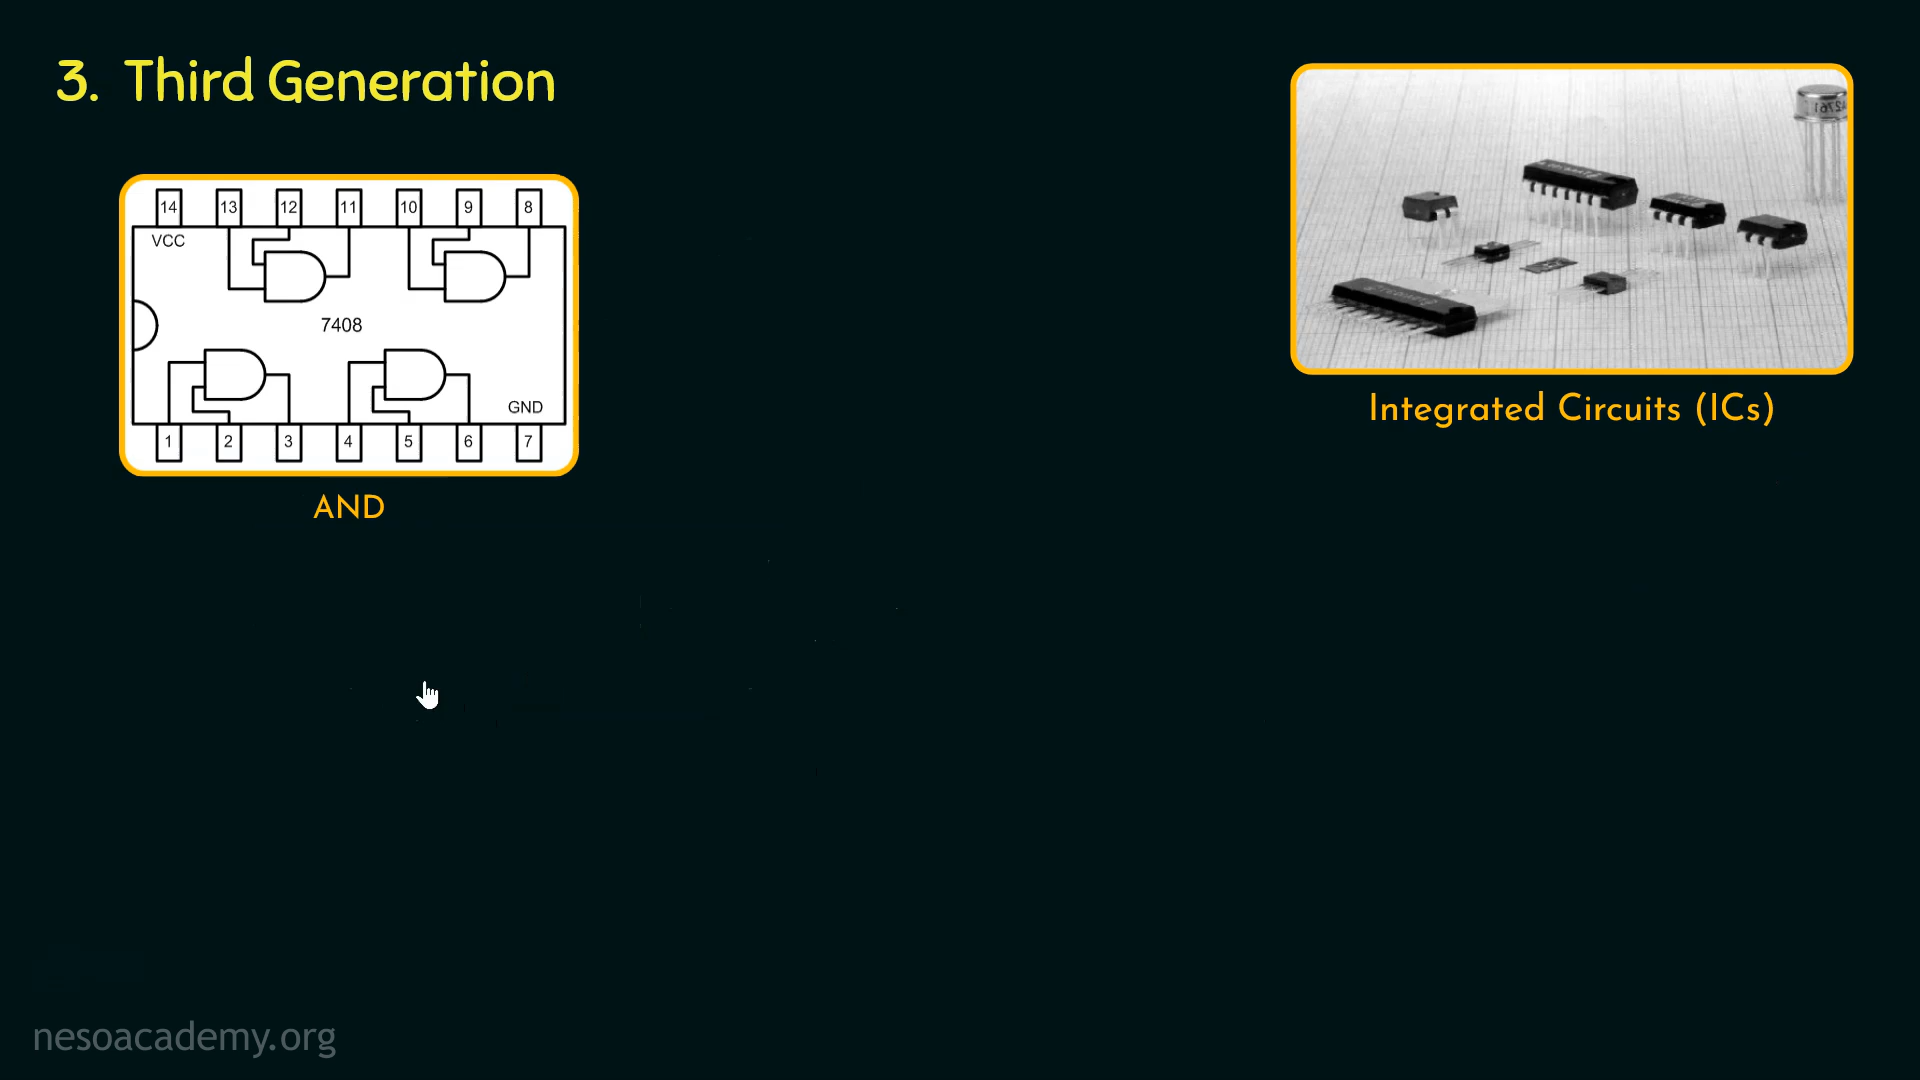 3. Third Generation
14 13 12 11 10 9 8
VCC
7408
GND
1 2 3 4 5 6 7
AND
Integrated Circuits (ICs)
nesoacademy.org